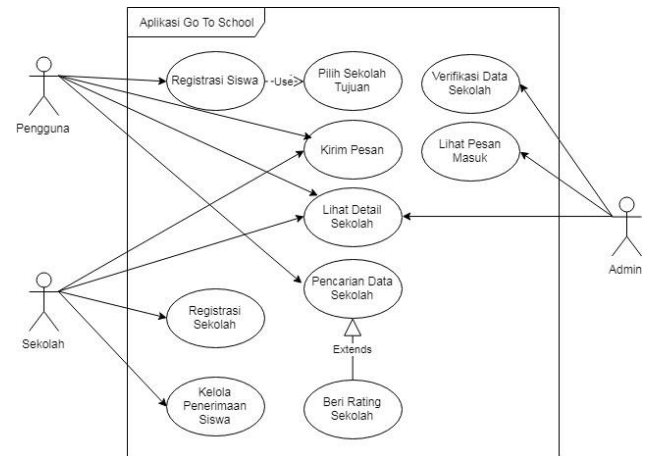 Aplikasi Go To School
Registrasi Siswa
Use
Pilih Sekolah
Tujuan
Verifikasi Data
Sekolah
Pengguna
Kirim Pesan
Lihat Pesan
Masuk
Lihat Detail
Sekolah
Admin
Pencarian Data
Sekolah
Sekolah
Registrasi
Sekolah
Extends
Kelola
Penerimaan
Siswa
Beri Rating
Sekolah